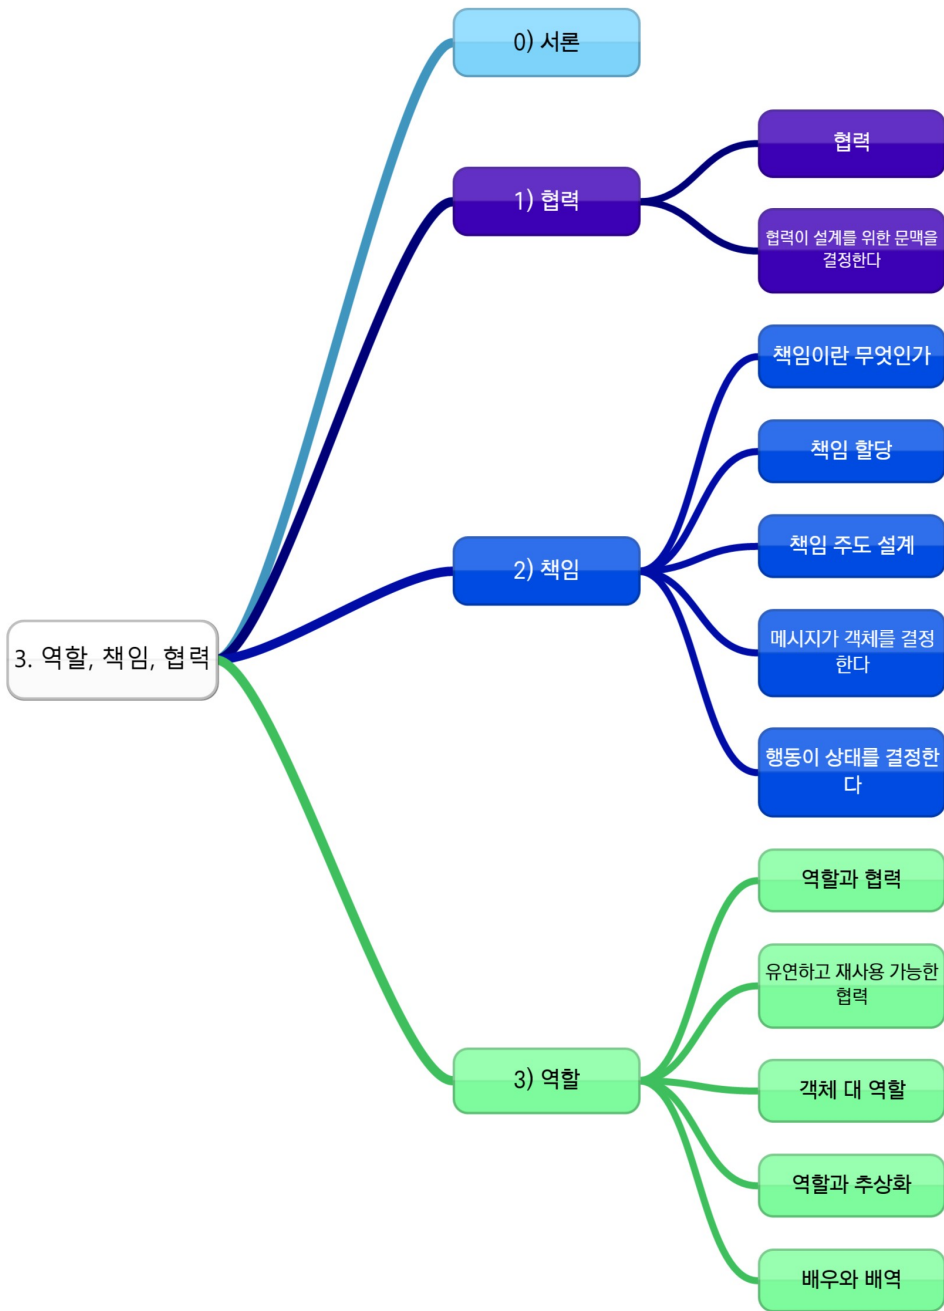 3. 역할, 책임, 협력
0) 서론
1) 협력
협력
협력이 설계를 위한 문맥을
결정한다
2) 책임
책임이란 무엇인가
책임 할당
책임 주도 설계
메시지가 객체를 결정
한다
행동이 상태를 결정한
다
3) 역할
역할과 협력
유연하고 재사용 가능한
협력
객체 대 역할
역할과 추상화
배우와 배역